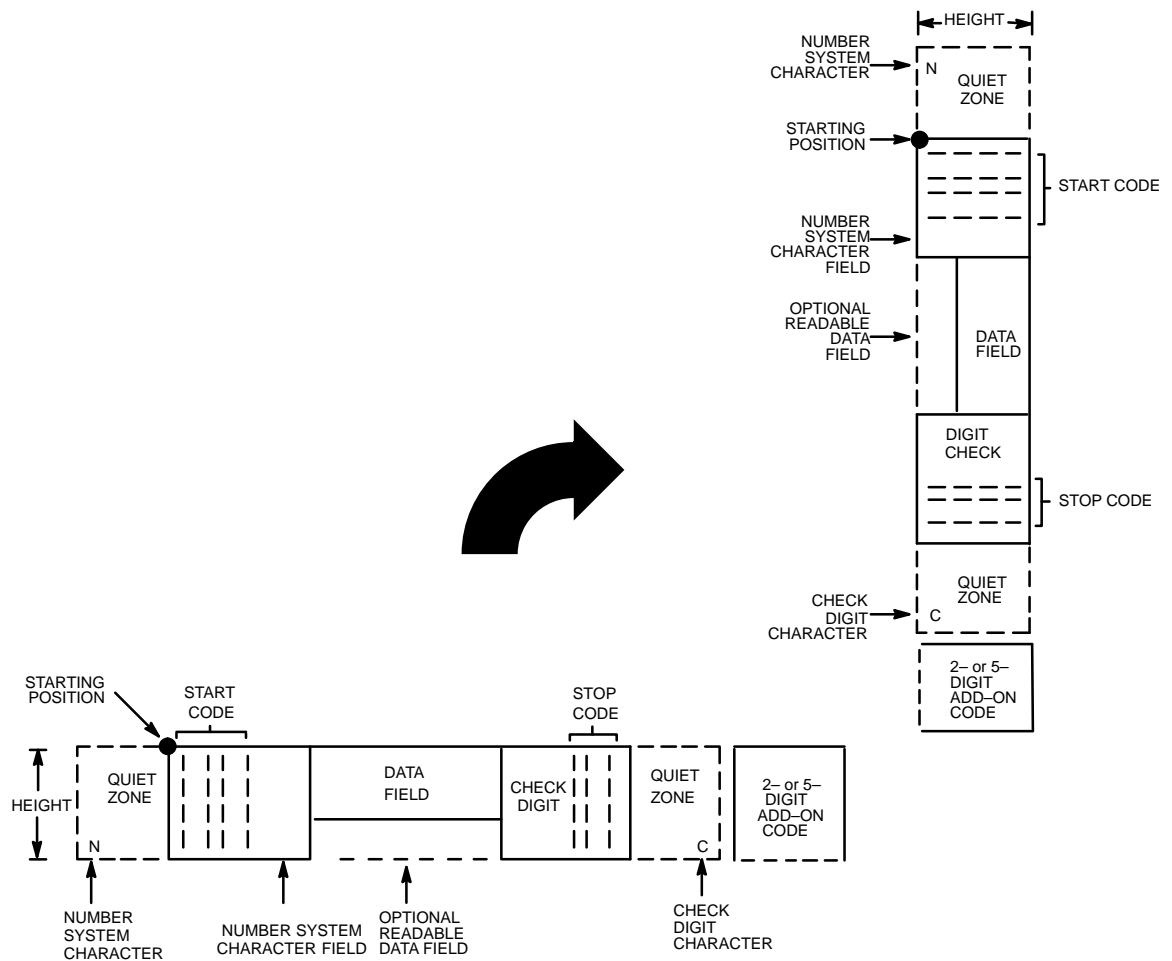 HEIGHT
NUMBER
SYSTEM
CHARACTER
N
QUIET
ZONE
STARTING
POSITION
START CODE
NUMBER
SYSTEM
CHARACTER
FIELD
OPTIONAL
READABLE
DATA
FIELD
DATA
FIELD
DIGIT
CHECK
STOP CODE
QUIET
ZONE
CHECK
DIGIT
CHARACTER
C
2– or 5–
DIGIT
ADD–ON
CODE
STARTING
POSITION
START
CODE
STOP
CODE
HEIGHT
QUIET
ZONE
N
DATA
FIELD
CHECK
DIGIT
QUIET
ZONE
C
2– or 5–
DIGIT
ADD–ON
CODE
NUMBER
SYSTEM
CHARACTER
NUMBER SYSTEM
CHARACTER FIELD
OPTIONAL
READABLE
DATA FIELD
CHECK
DIGIT
CHARACTER